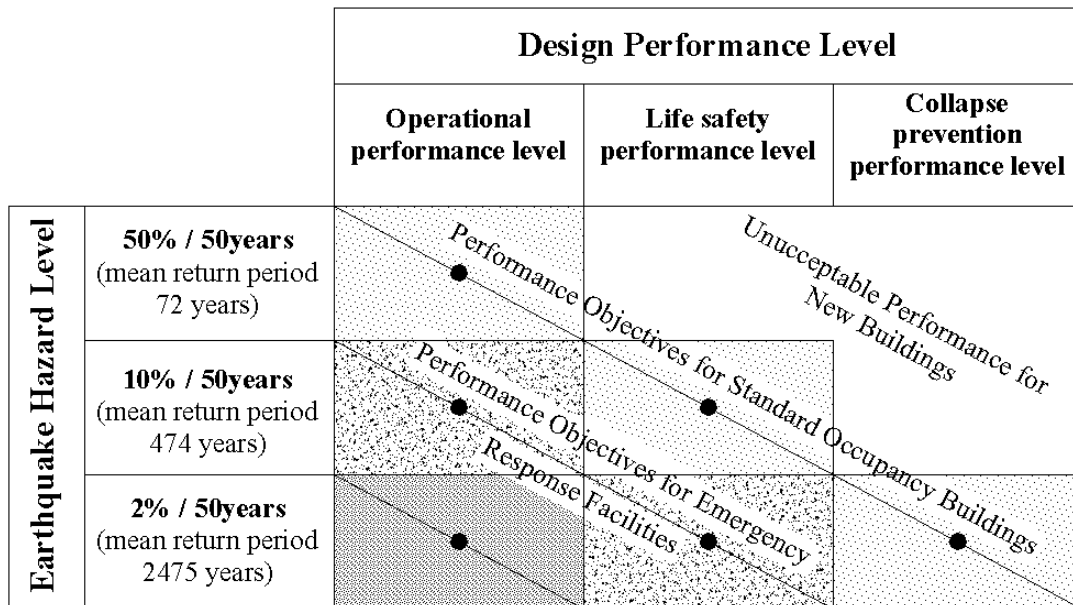 Design Performance Level
Operational
performance level
Life safety
performance level
Collapse
prevention
performance level
Earthquake Hazard Level
50% / 50years
(mean return period
72 years)
10% / 50years
(mean return period
474 years)
2% / 50years
(mean return period
2475 years)
Performance Objectives for Standard Occupancy Buildings
Unucceptable Performance for
New Buildings
Performance Objectives for Emergency
Response Facilities